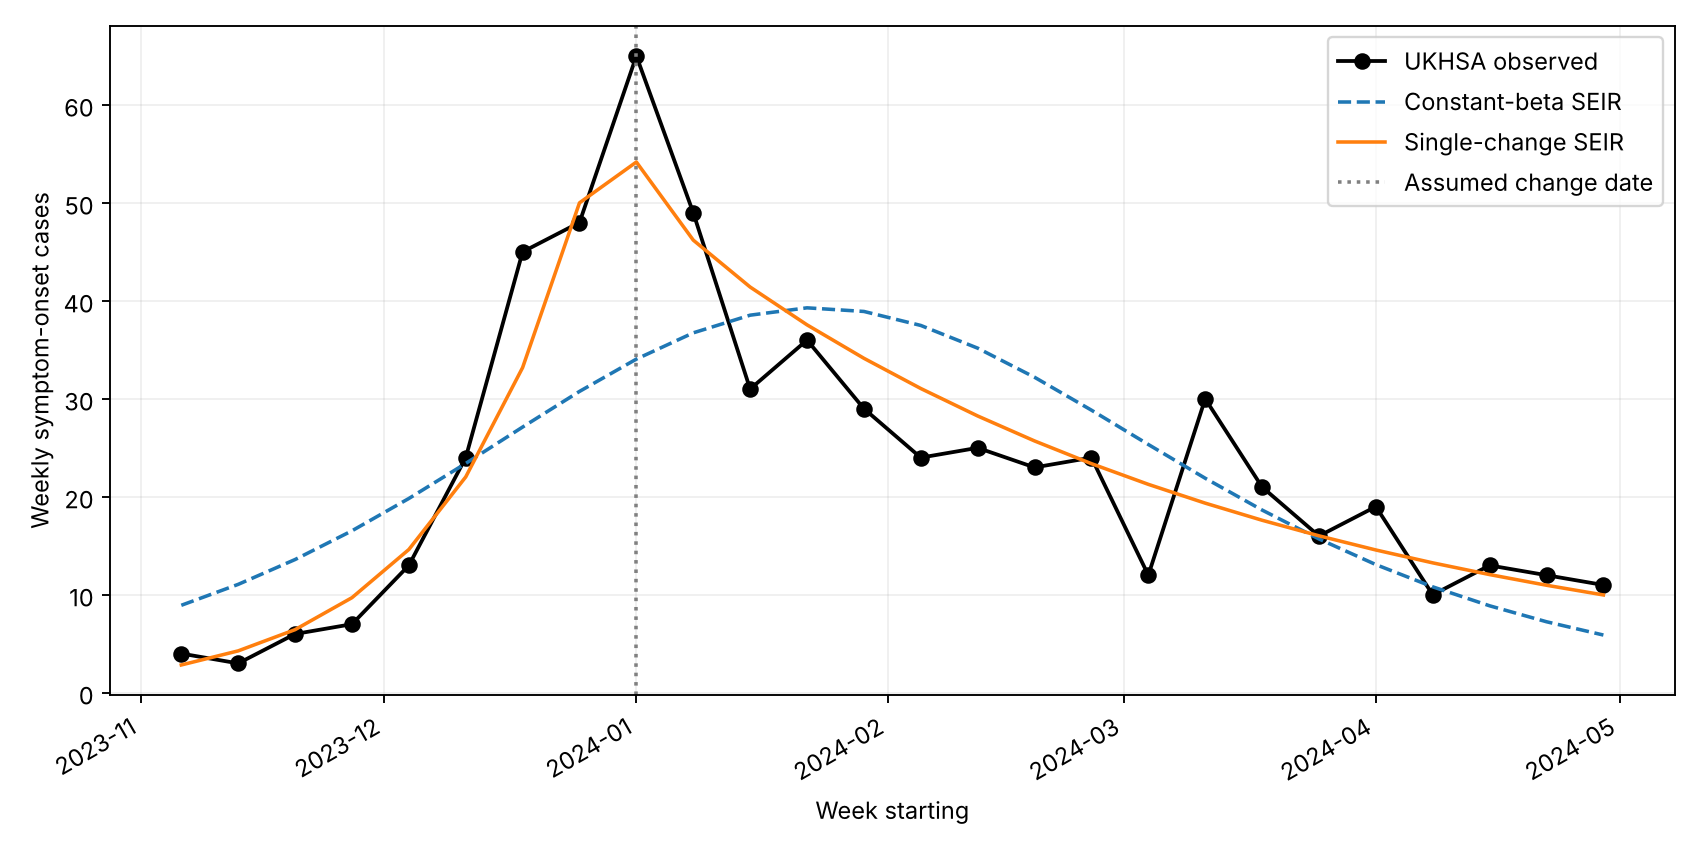 UKHSA observed
Constant-beta SEIR
Single-change SEIR
Assumed change date
Weekly symptom-onset cases
60
50
40
30
20
10
0
2023-11
2023-12
2024-01
2024-02
2024-03
2024-04
2024-05
Week starting